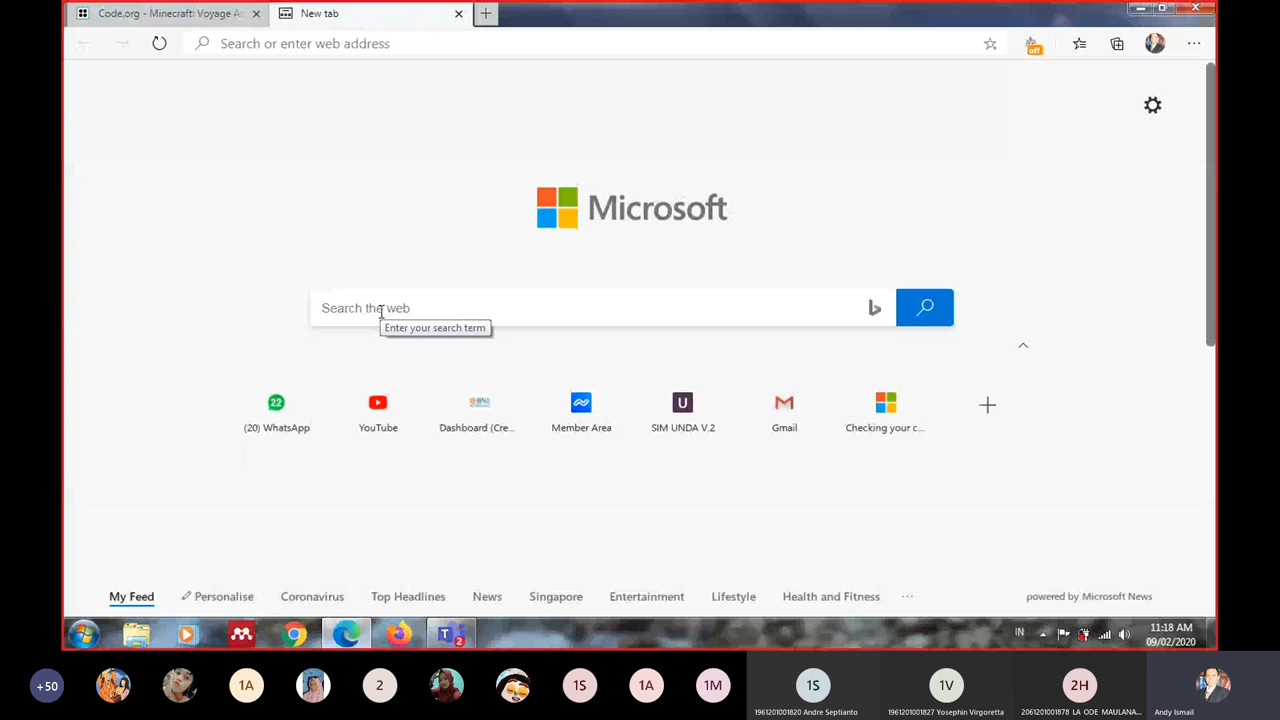 Code.org - Minecraft: Voyage A
New tab
Search or enter web address
off
Microsoft
Search the web
Enter your search term
22
(20) WhatsApp
YouTube
BNI
Dashboard (Cre...
Member Area
U
SIM UNDA V.2
Gmail
Checking your c...
My Feed
Personalise
Coronavirus
Top Headlines
News
Singapore
Entertainment
Lifestyle
Health and Fitness
...
powered by Microsoft News
2
IN
11:18 AM
09/02/2020
+50
1A
2
1S
1A
1M
1S
1961201001820 Andre Septianto
1V
1961201001827 Yosephin Virgoretta
2H
2061201001878 LA ODE MAULANA...
Andy Ismail